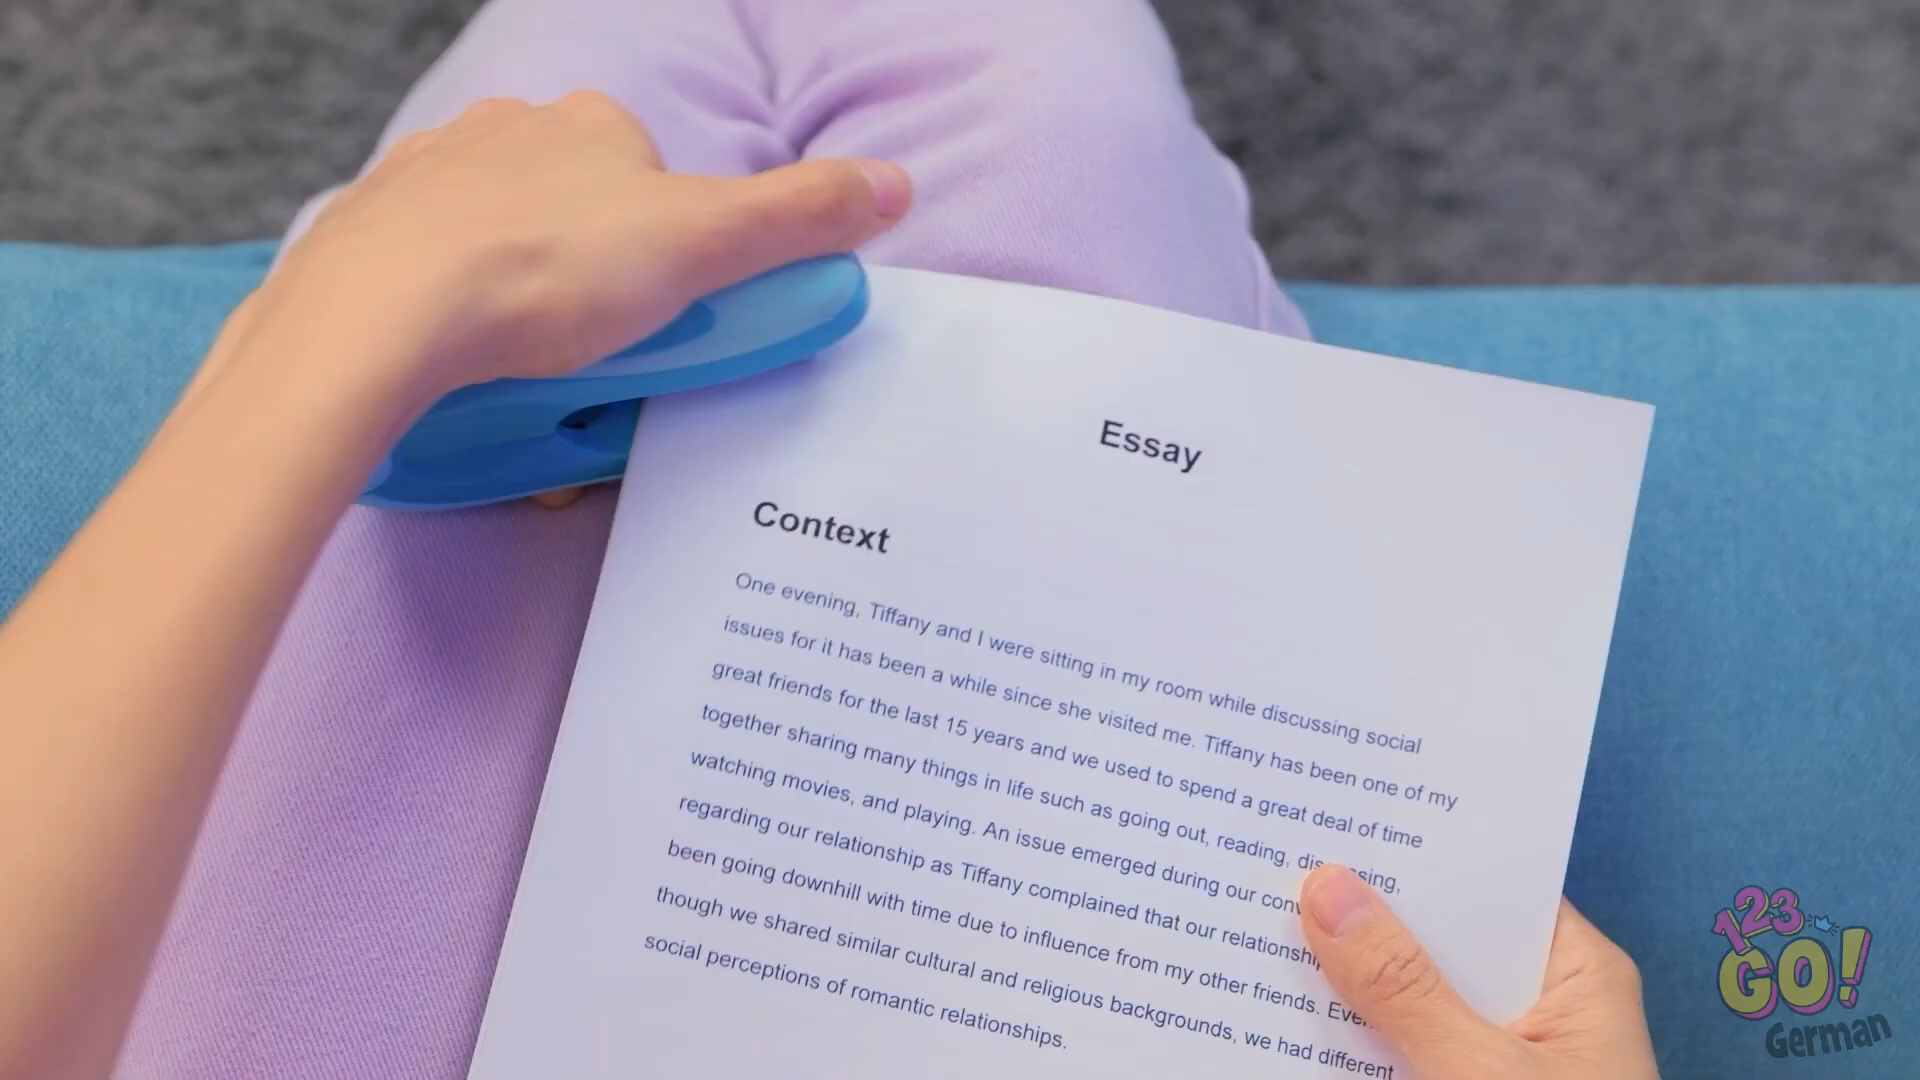 Essay
Context
One evening, Tiffany and I were sitting in my room while discussing social
issues for it has been a while since she visited me. Tiffany has been one of my
great friends for the last 15 years and we used to spend a great deal of time
together sharing many things in life such as going out, reading,
watching movies, and playing. An issue emerged during our
regarding our relationship as Tiffany complained that our
been going downhill with time due to influence from my other friends.
though we shared similar cultural and religious backgrounds, we had different
social perceptions of romantic relationships.
123
GO!
German